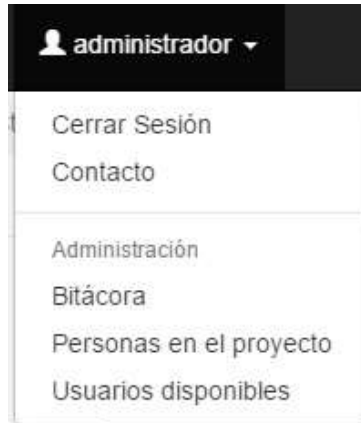 administrador
Cerrar Sesión
Contacto
Administración
Bitácora
Personas en el proyecto
Usuarios disponibles